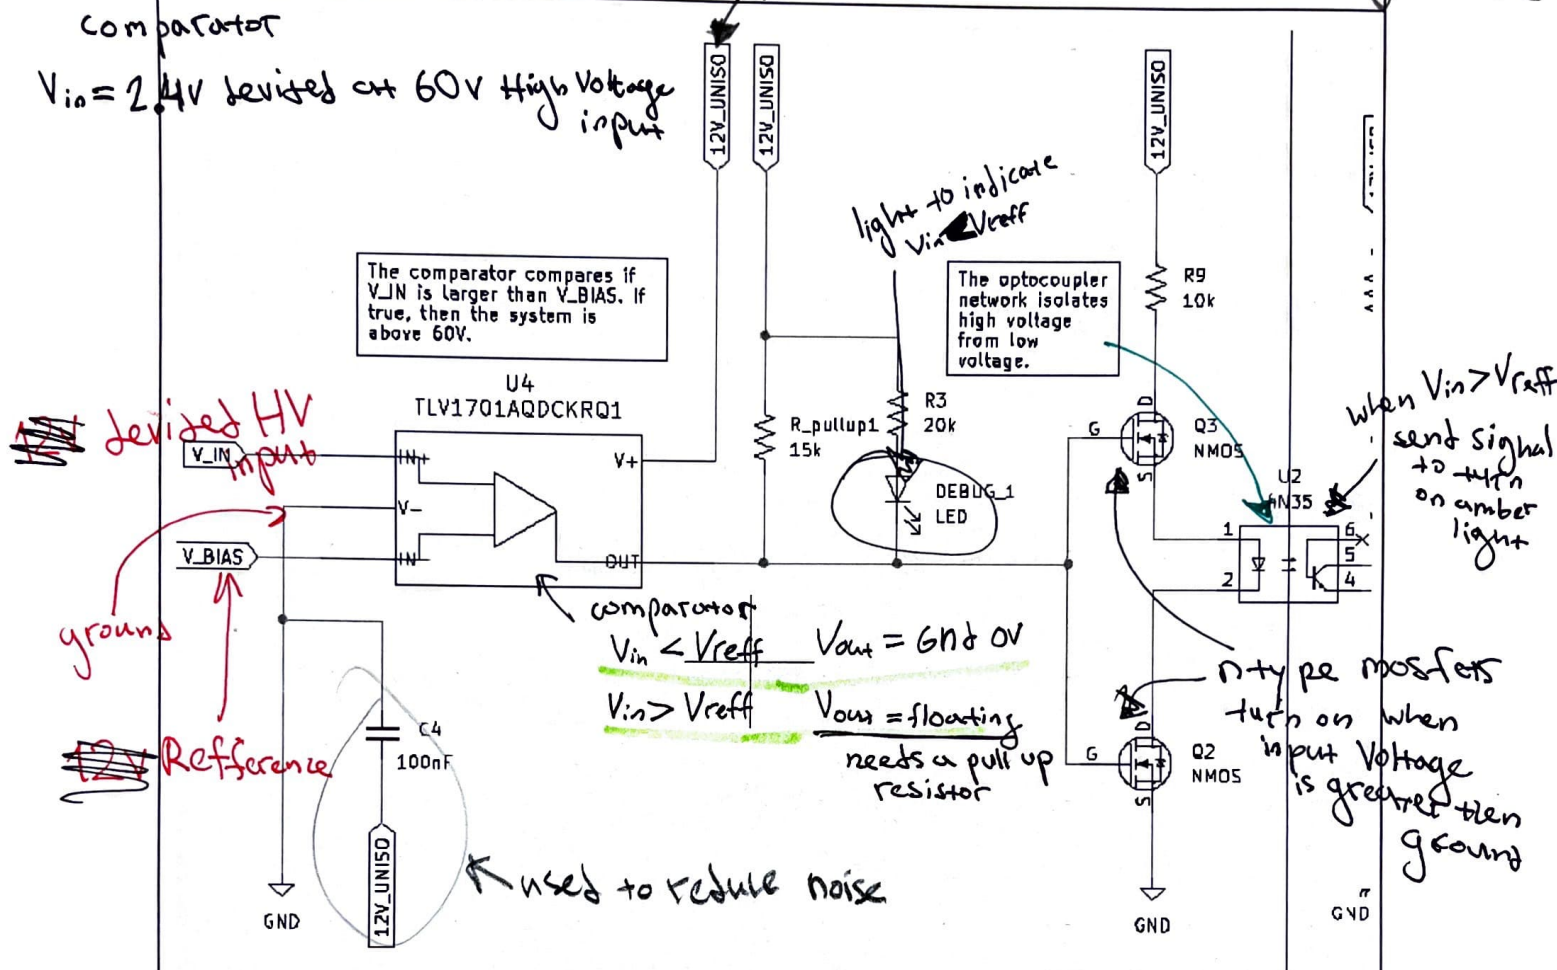 comparator
Vin = 2.4V devided at 60V High Voltage
input
12V_UNISO
12V_UNISO
12V_UNISO
light to indicate
Vin < Vreff
The comparator compares if
V_IN is larger than V_BIAS. If
true, then the system is
above 60V.
The optocoupler
network isolates
high voltage
from low
voltage.
R9
10k
U4
TLV1701AQDCKRQ1
R_pullup1
15k
R3
20k
when Vin > Vreff
send signal
to turn
on amber
light
devided HV
input
V_IN
IN+
V+
V-
V_BIAS
IN
OUT
DEBUG_1
LED
G
D
S
Q3
NMOS
U2
4N35
1
2
6
5
4
ground
comparator
Vin < Vreff Vout = Gnd 0V
Vin > Vreff Vout = floating
needs a pull up
resistor
n type mosfets
turn on when
input Voltage
is greater then
ground
12V Refference
C4
100nF
12V_UNISO
used to reduce noise
G
D
S
Q2
NMOS
GND
GND
GND